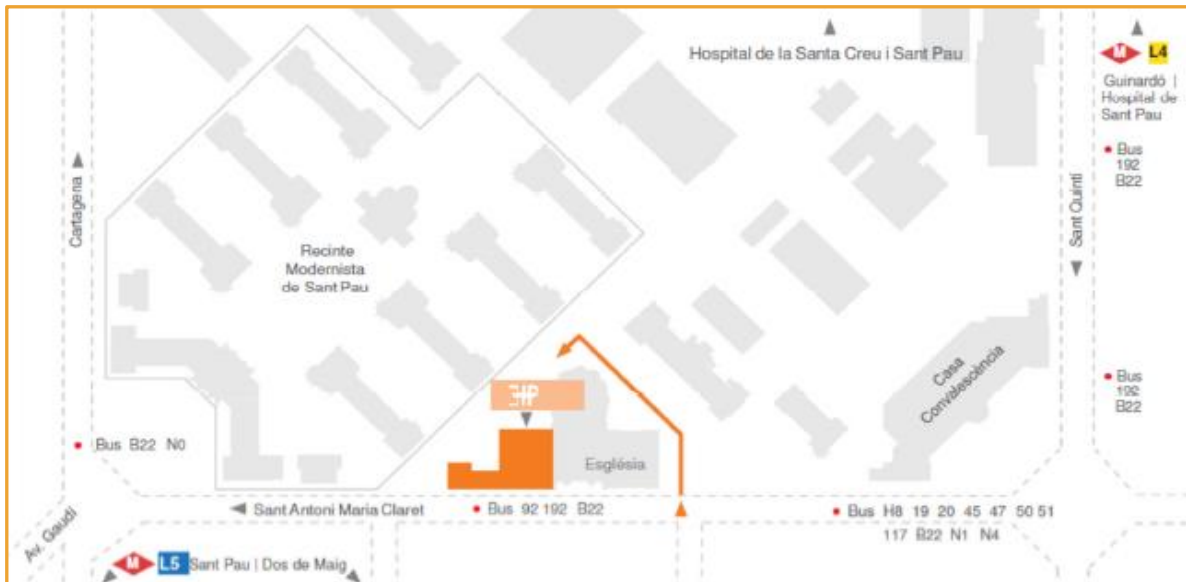 Hospital de la Santa Creu i Sant Pau
M L4
Guinardó |
Hospital de
Sant Pau
Bus
192
B22
Cartagena
Sant Quintí
Recinte
Modernista
de Sant Pau
Casa
Convalescència
Bus
192
B22
Bus B22 N0
Església
Sant Antoni Maria Claret
Bus 92 192 B22
Bus H8 19 20 45 47 50 51
117 B22 N1 N4
Av. Gaudí
M L5 Sant Pau | Dos de Maig